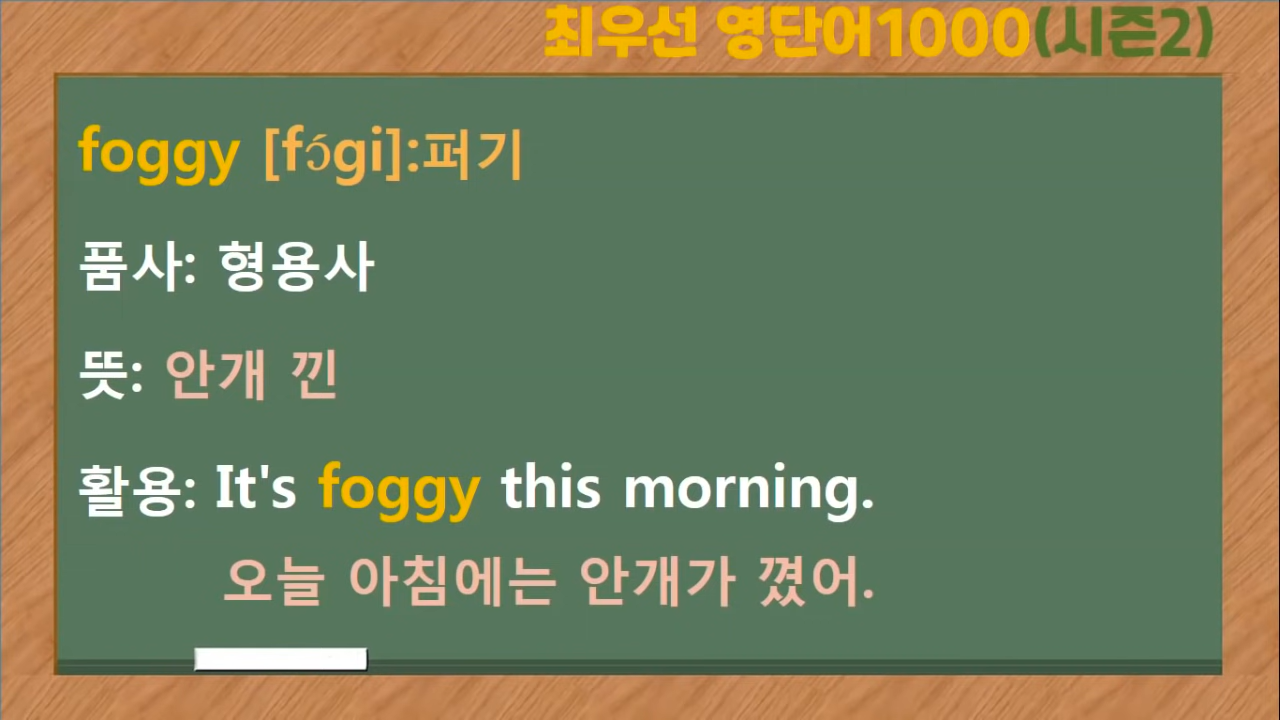 최우선 영단어1000(시즌2)
foggy [fɔ́gi]:퍼기
품사: 형용사
뜻: 안개 낀
활용: It's foggy this morning.
오늘 아침에는 안개가 꼈어.